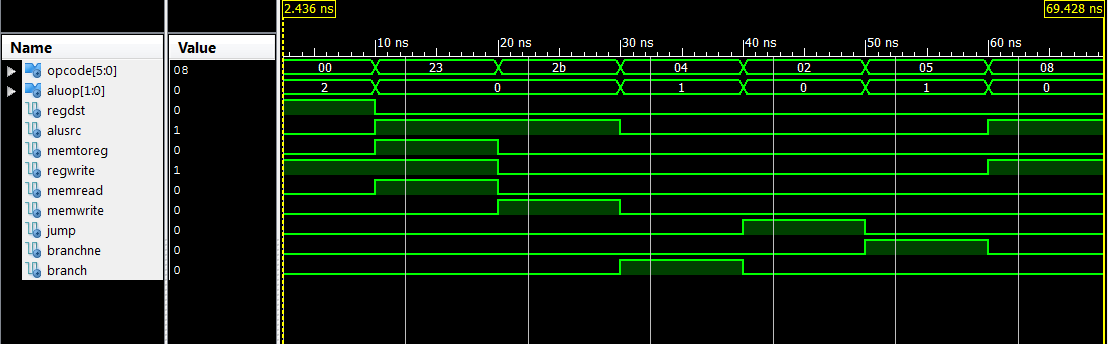 2.436 ns 69.428 ns
Name Value 10 ns 20 ns 30 ns 40 ns 50 ns 60 ns
opcode[5:0] 08 00 23 2b 04 02 05 08
aluop[1:0] 0 2 0 1 0 1 0
regdst 0
alusrc 1
memtoreg 0
regwrite 1
memread 0
memwrite 0
jump 0
branchne 0
branch 0